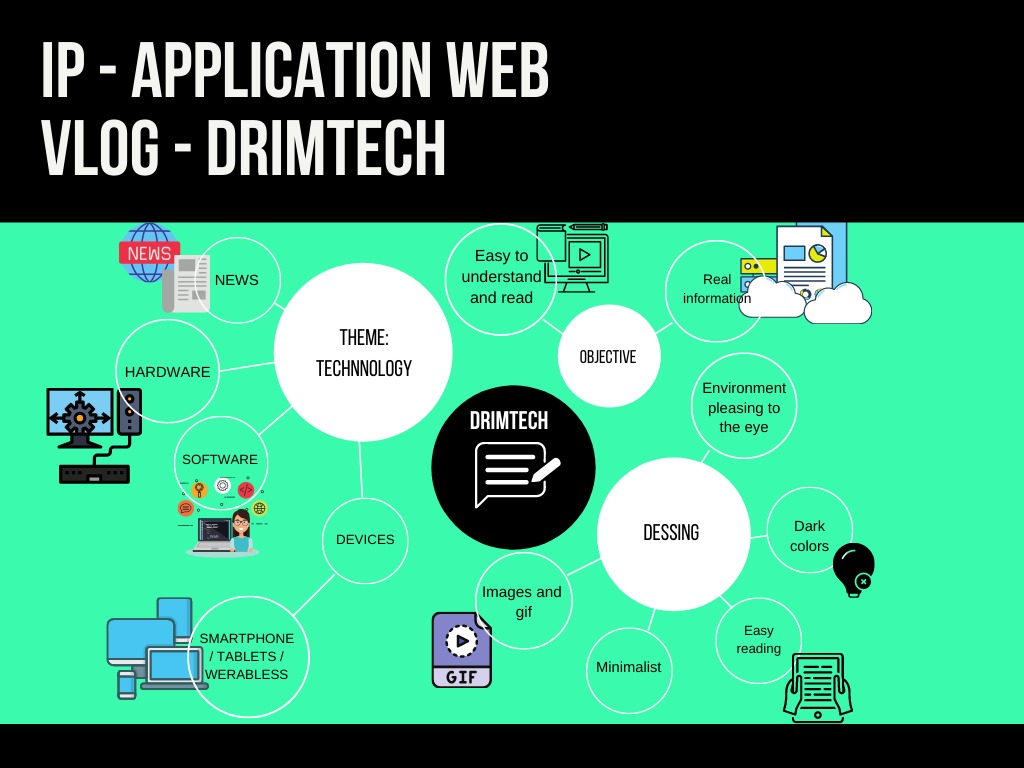 IP - APPLICATION WEB
VLOG - DRIMTECH
NEWS
NEWS
THEME:
TECHNNOLOGY
HARDWARE
SOFTWARE
DEVICES
SMARTPHONE
/ TABLETS /
WERABLESS
Easy to
understand
and read
OBJECTIVE
Real
information
DRIMTECH
Environment
pleasing to
the eye
DESSING
Dark
colors
Images and
gif
GIF
Minimalist
Easy
reading